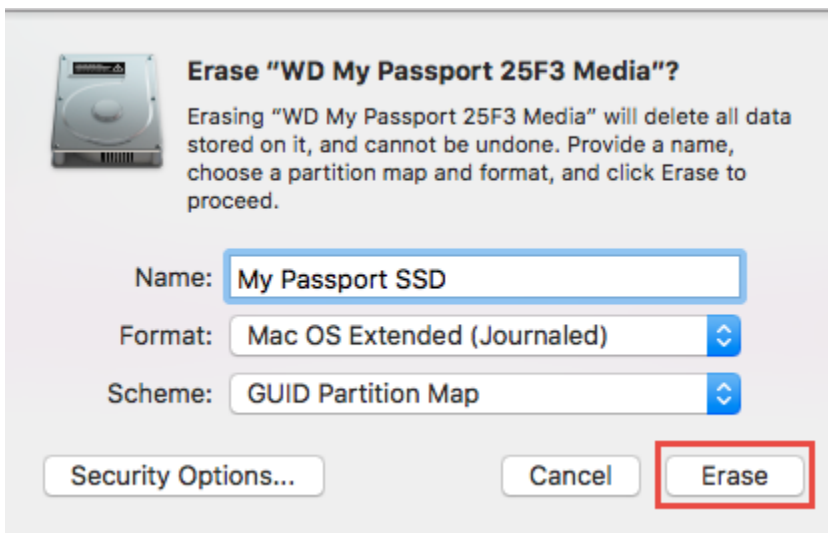 Erase “WD My Passport 25F3 Media”?
Erasing “WD My Passport 25F3 Media” will delete all data
stored on it, and cannot be undone. Provide a name,
choose a partition map and format, and click Erase to
proceed.
Name: My Passport SSD
Format: Mac OS Extended (Journaled)
Scheme: GUID Partition Map
Security Options... Cancel Erase